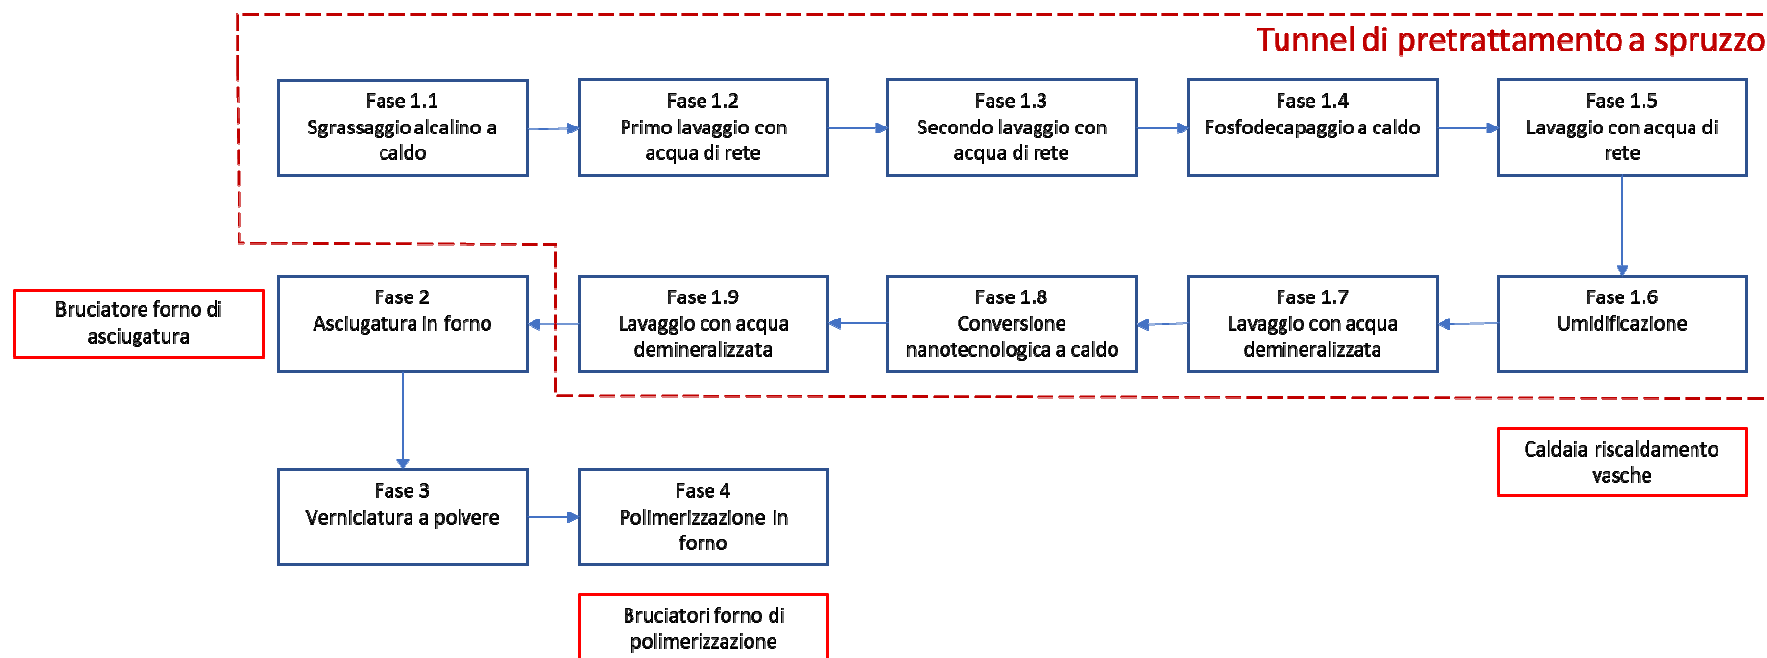 Tunnel di pretrattamento a spruzzo
Fase 1.1
Sgrassaggio alcalino a
caldo
Fase 1.2
Primo lavaggio con
acqua di rete
Fase 1.3
Secondo lavaggio con
acqua di rete
Fase 1.4
Fosfodecapaggio a caldo
Fase 1.5
Lavaggio con acqua di
rete
Bruciatore forno di
asciugatura
Fase 2
Asciugatura in forno
Fase 1.9
Lavaggio con acqua
demineralizzata
Fase 1.8
Conversione
nanotecnologica a caldo
Fase 1.7
Lavaggio con acqua
demineralizzata
Fase 1.6
Umidificazione
Caldaia riscaldamento
vasche
Fase 3
Verniciatura a polvere
Fase 4
Polimerizzazione in
forno
Bruciatori forno di
polimerizzazione